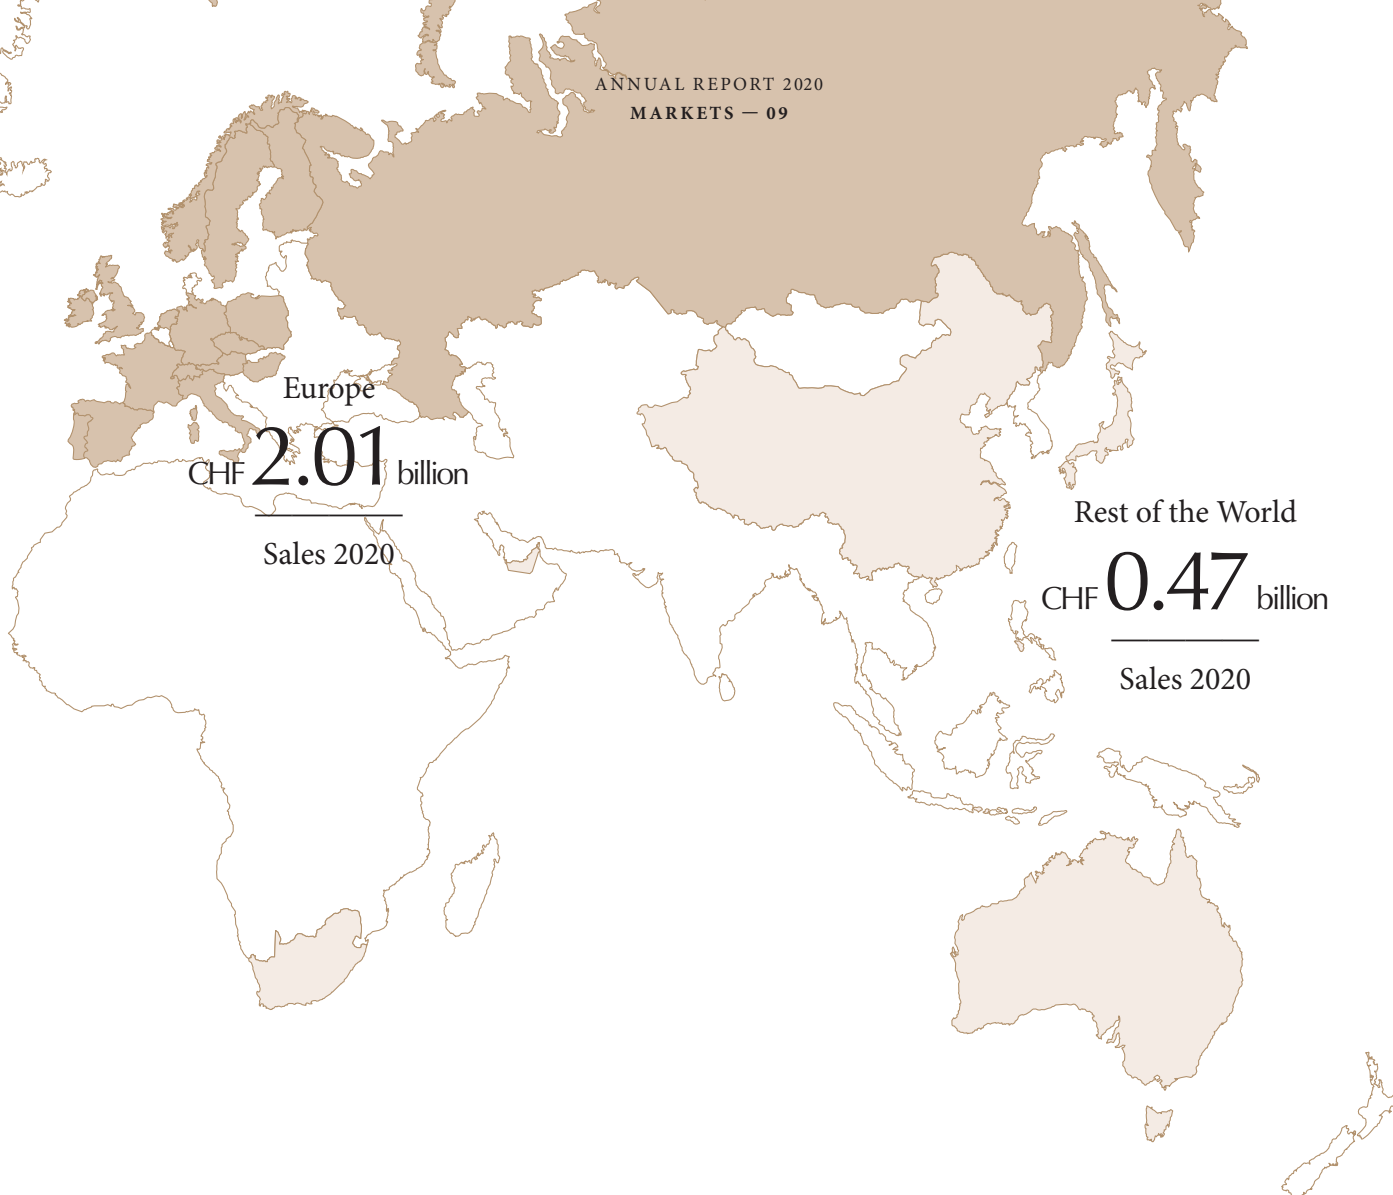 ANNUAL REPORT 2020
MARKETS — 09
Europe
CHF 2.01 billion
Sales 2020
Rest of the World
CHF 0.47 billion
Sales 2020